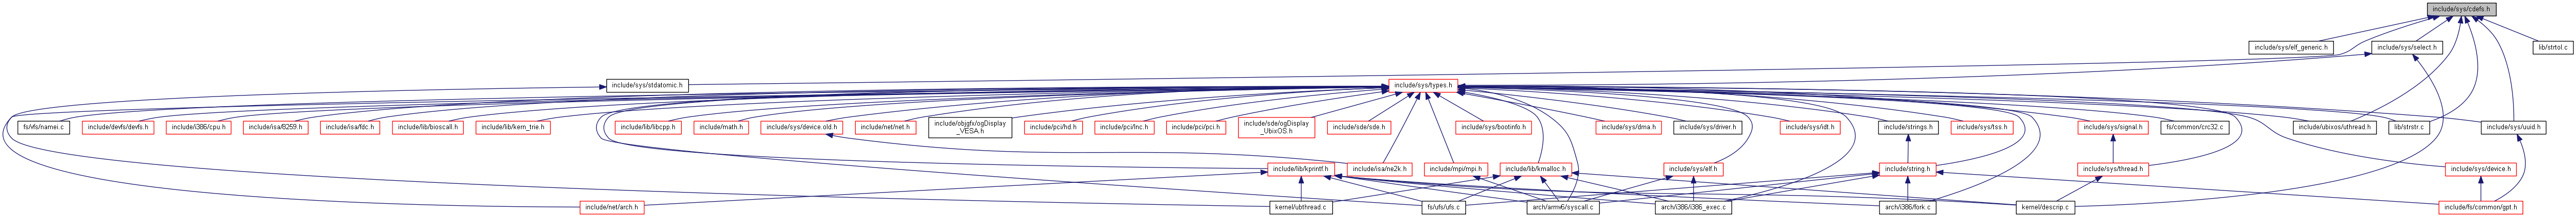 include/sys/cdefs.h
include/sys/elf_generic.h
include/sys/select.h
lib/strtol.c
include/sys/stdatomic.h
include/sys/types.h
fs/vfs/namei.c
include/devfs/devfs.h
include/i386/cpu.h
include/isa/8259.h
include/isa/fdc.h
include/lib/bioscall.h
include/lib/kern_trie.h
include/lib/libcpp.h
include/math.h
include/sys/device.old.h
include/net/net.h
include/objgfx/ogDisplay
_VESA.h
include/pci/hd.h
include/pci/lnc.h
include/pci/pci.h
include/sde/ogDisplay
_UbixOS.h
include/sde/sde.h
include/sys/bootinfo.h
include/sys/dma.h
include/sys/driver.h
include/sys/idt.h
include/strings.h
include/sys/tss.h
include/sys/signal.h
fs/common/crc32.c
include/ubixos/uthread.h
lib/strstr.c
include/sys/uuid.h
include/lib/kprintf.h
include/isa/ne2k.h
include/mpi/mpi.h
include/lib/kmalloc.h
include/sys/elf.h
include/string.h
include/sys/thread.h
include/sys/device.h
include/net/arch.h
kernel/ubthread.c
fs/ufs/ufs.c
arch/armv6/syscall.c
arch/i386/i386_exec.c
arch/i386/fork.c
kernel/descrip.c
include/fs/common/gpt.h